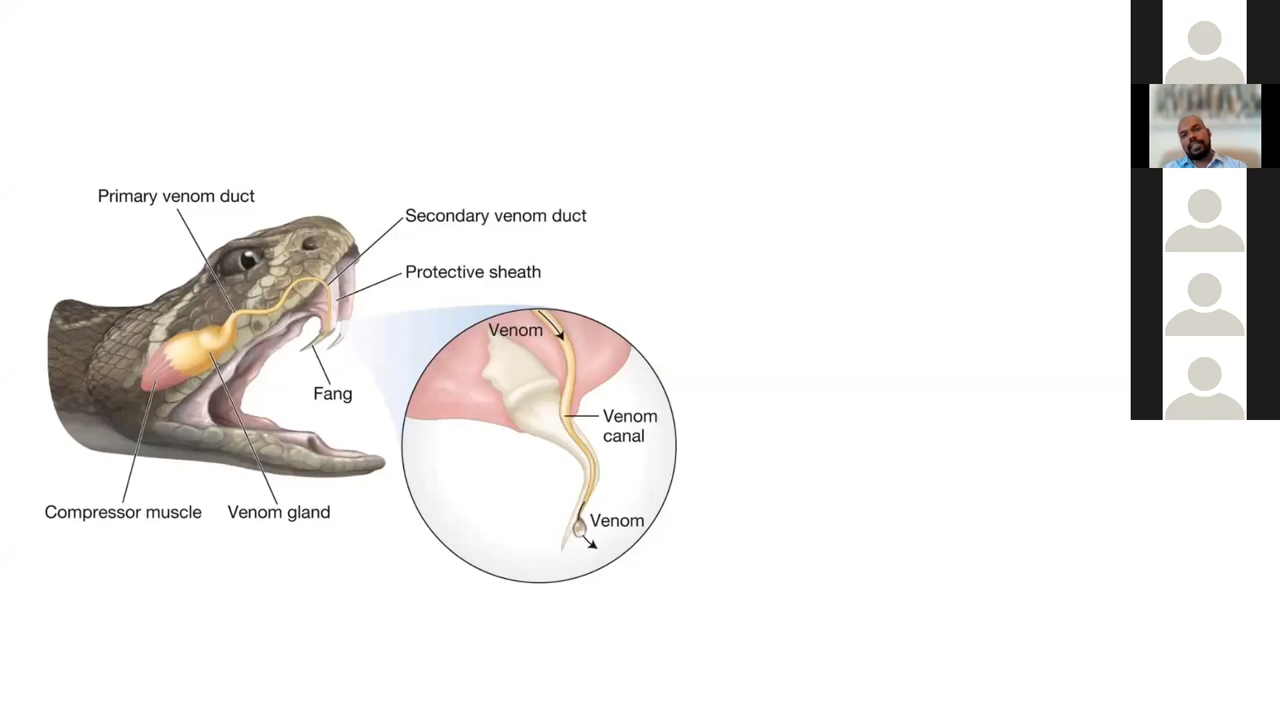 Primary venom duct
Secondary venom duct
Protective sheath
Venom
Fang
Venom
canal
Compressor muscle
Venom gland
Venom